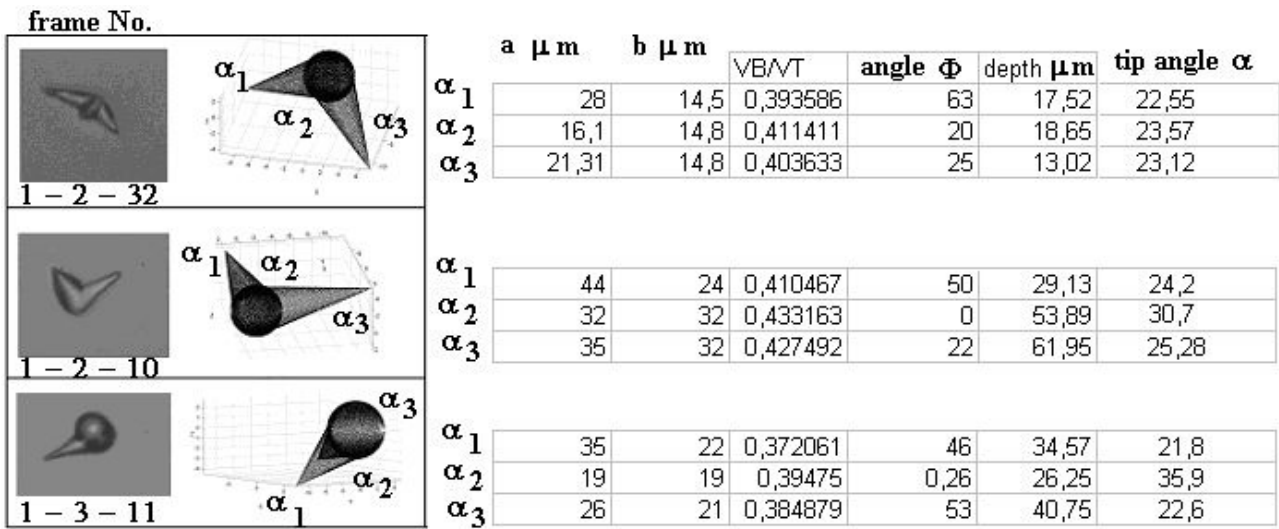 frame No.
a μm b μm VB/VT angle Φ depth μm tip angle α
α1 28 14,5 0,393586 63 17,52 22,55
α2 16,1 14,8 0,411411 20 18,65 23,57
α3 21,31 14,8 0,403633 25 13,02 23,12
α1 α2 α3
1 – 2 – 32
α1 44 24 0,410467 50 29,13 24,2
α2 32 32 0,433163 0 53,89 30,7
α3 35 32 0,427492 22 61,95 25,28
α1 α2 α3
1 – 2 – 10
α1 35 22 0,372061 46 34,57 21,8
α2 19 19 0,39475 0,26 26,25 35,9
α3 26 21 0,384879 53 40,75 22,6
α3
α2
α1
1 – 3 – 11